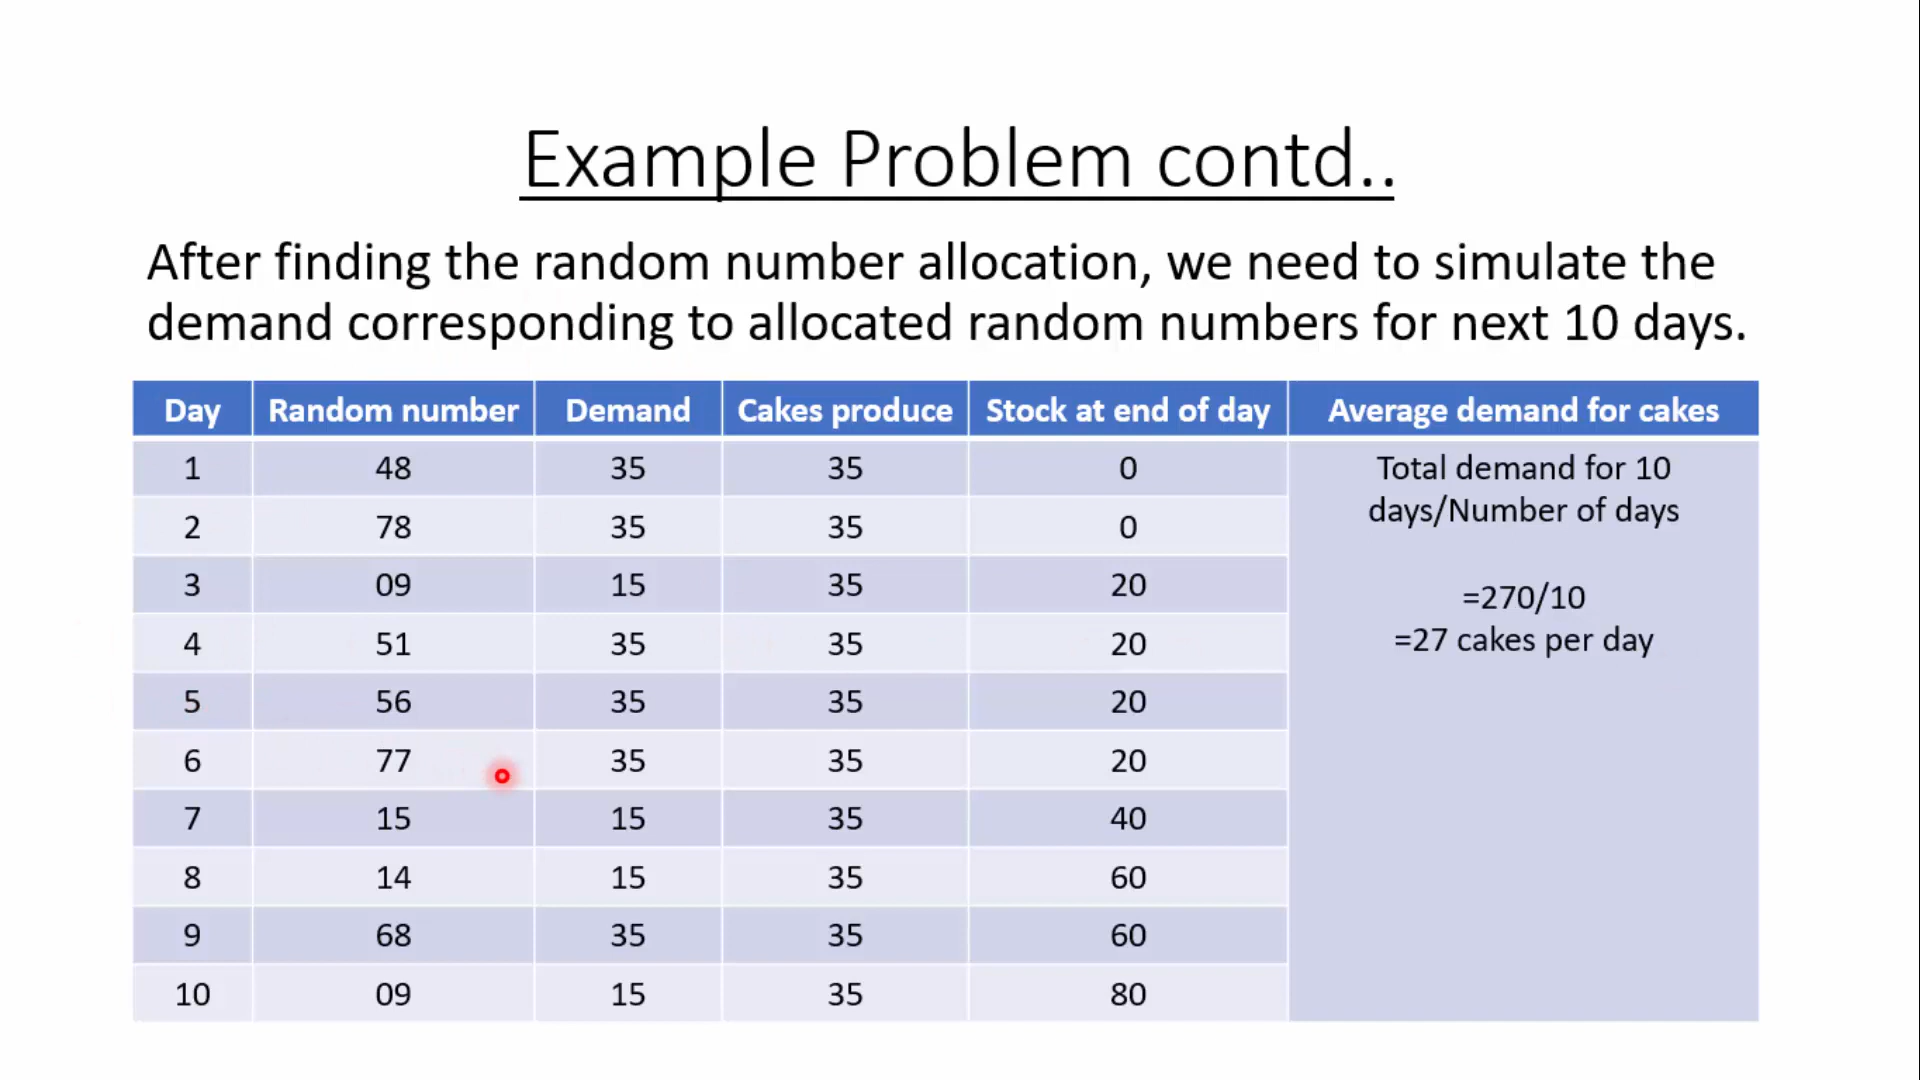 Example Problem contd..
After finding the random number allocation, we need to simulate the
demand corresponding to allocated random numbers for next 10 days.
Day Random number Demand Cakes produce Stock at end of day Average demand for cakes
1 48 35 35 0 Total demand for 10
days/Number of days
2 78 35 35 0
3 09 15 35 20 =270/10
4 51 35 35 20 =27 cakes per day
5 56 35 35 20
6 77 35 35 20
7 15 15 35 40
8 14 15 35 60
9 68 35 35 60
10 09 15 35 80